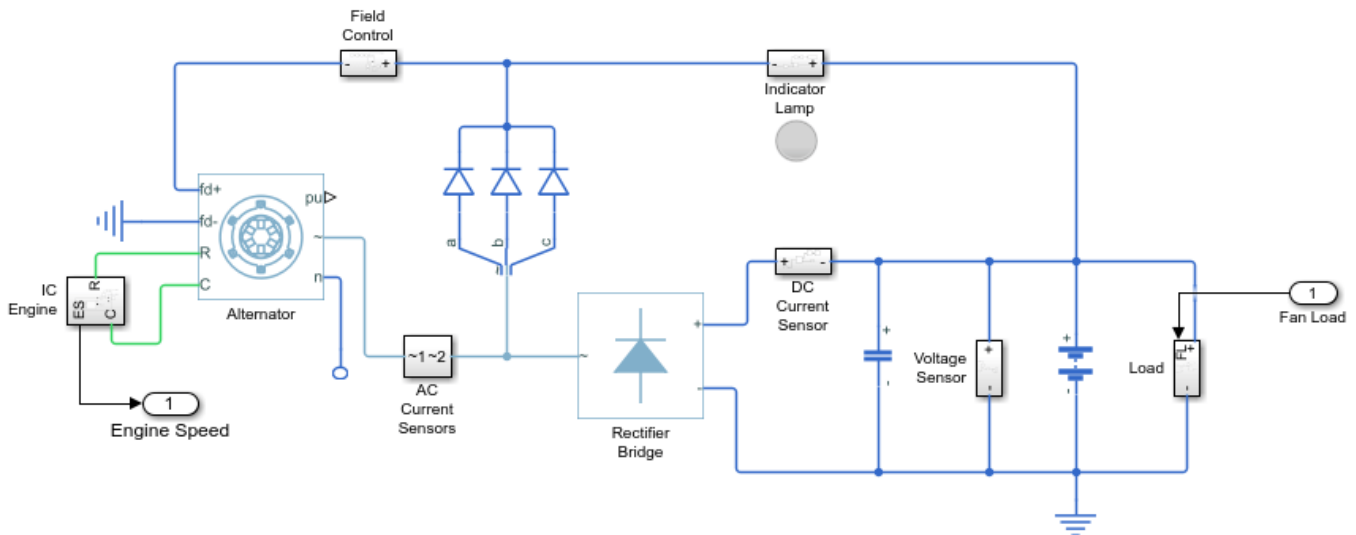 Field
Control
- +
- +
Indicator
Lamp
fd+
pu
fd-
a
b
c
~
~
R
n
C
IC
Engine
R
ES
C
Alternator
+ -
DC
Current
Sensor
1
Fan Load
~1 ~2
AC
Current
Sensors
~
+
-
Rectifier
Bridge
+
-
Voltage
Sensor
+
-
+
-
Load
FL
+
-
1
Engine Speed